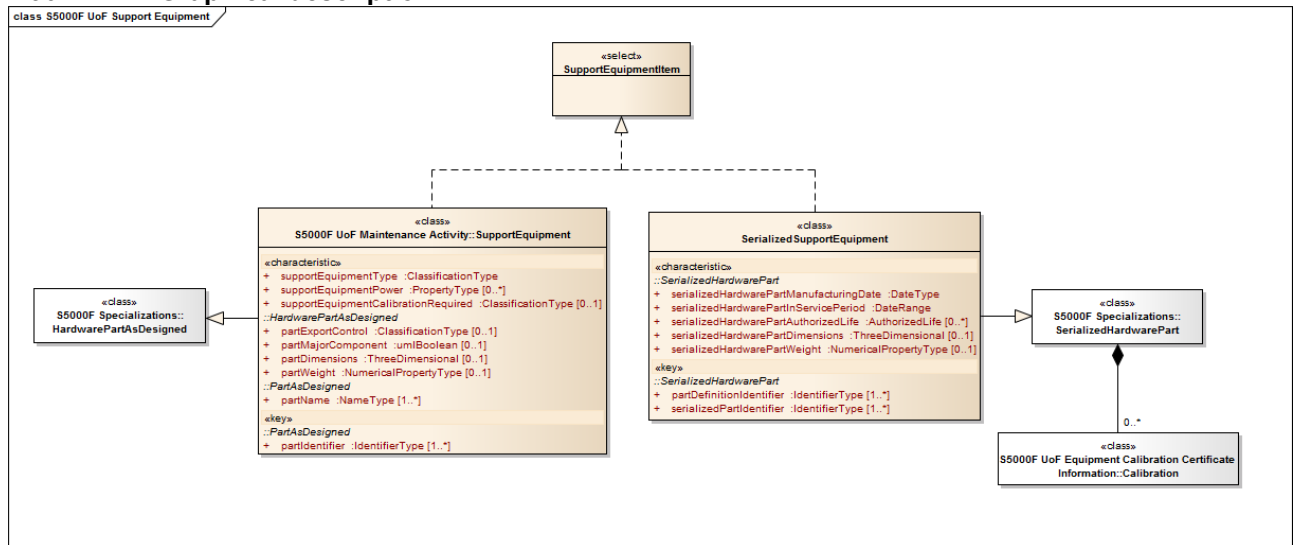 class S5000F UoF Support Equipment
«select»
SupportEquipmentItem
«class»
S5000F UoF Maintenance Activity::SupportEquipment
«characteristic»
+ supportEquipmentType :ClassificationType
+ supportEquipmentPower :PropertyType [0..*]
+ supportEquipmentCalibrationRequired :ClassificationType [0..1]
::HardwarePartAsDesigned
+ partExportControl :ClassificationType [0..1]
+ partMajorComponent :umlBoolean [0..1]
+ partDimensions :ThreeDimensional [0..1]
+ partWeight :NumericalPropertyType [0..1]
::PartAsDesigned
+ partName :NameType [1..*]
«key»
::PartAsDesigned
+ partIdentifier :IdentifierType [1..*]
«class»
SerializedSupportEquipment
«characteristic»
::SerializedHardwarePart
+ serializedHardwarePartManufacturingDate :DateType
+ serializedHardwarePartInServicePeriod :DateRange
+ serializedHardwarePartAuthorizedLife :AuthorizedLife [0..*]
+ serializedHardwarePartDimensions :ThreeDimensional [0..1]
+ serializedHardwarePartWeight :NumericalPropertyType [0..1]
«key»
::SerializedHardwarePart
+ partDefinitionIdentifier :IdentifierType [1..*]
+ serializedPartIdentifier :IdentifierType [1..*]
«class»
S5000F Specializations::
HardwarePartAsDesigned
«class»
S5000F Specializations::
SerializedHardwarePart
0..*
«class»
S5000F UoF Equipment Calibration Certificate
Information::Calibration